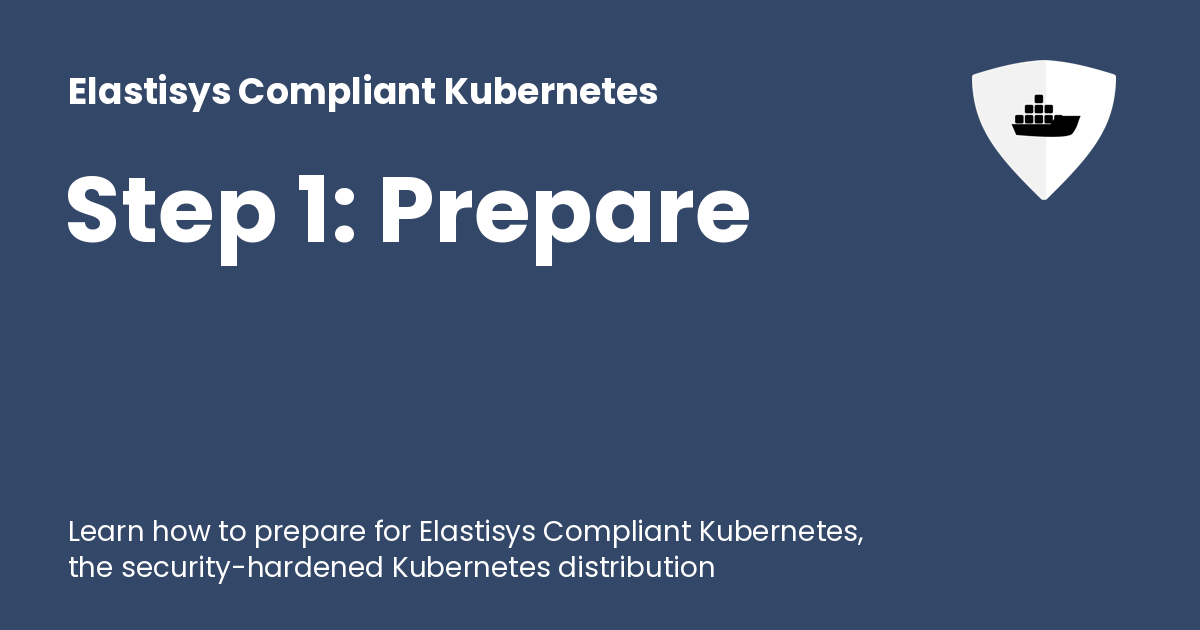 Elastisys Compliant Kubernetes
Step 1: Prepare
Learn how to prepare for Elastisys Compliant Kubernetes,
the security-hardened Kubernetes distribution